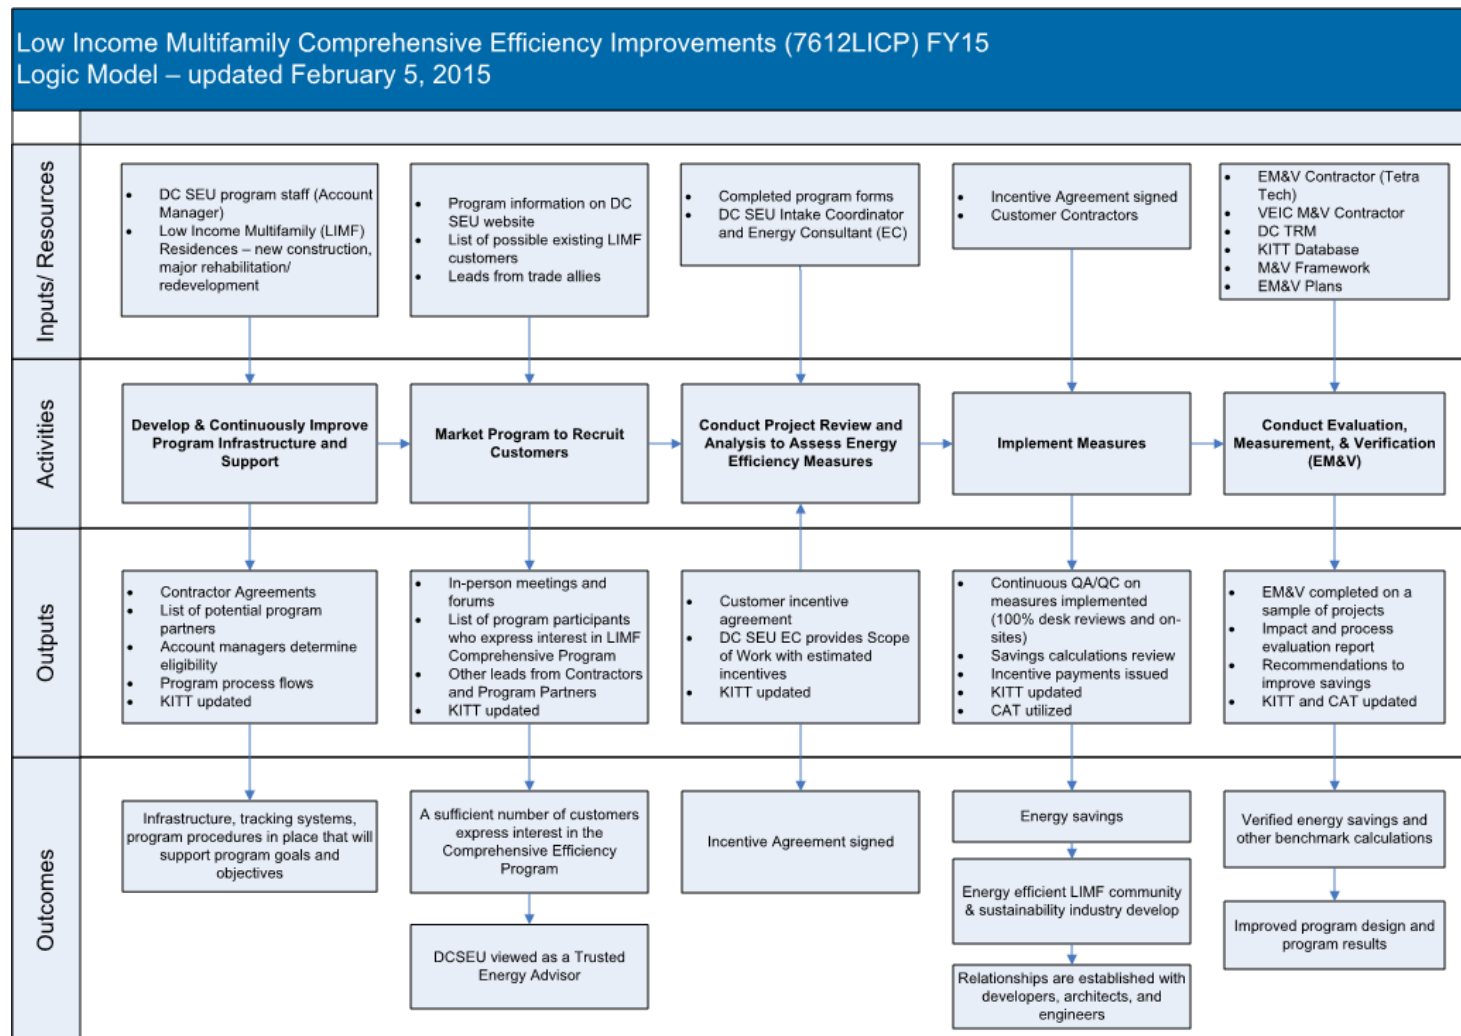 Low Income Multifamily Comprehensive Efficiency Improvements (7612LICP) FY15
Logic Model – updated February 5, 2015
Inputs/ Resources
• DC SEU program staff (Account
Manager)
• Low Income Multifamily (LIMF)
Residences – new construction,
major rehabilitation/
redevelopment
• Program information on DC
SEU website
• List of possible existing LIMF
customers
• Leads from trade allies
• Completed program forms
• DC SEU Intake Coordinator
and Energy Consultant (EC)
• Incentive Agreement signed
• Customer Contractors
• EM&V Contractor (Tetra
Tech)
• VEIC M&V Contractor
• DC TRM
• KITT Database
• M&V Framework
• EM&V Plans
Activities
Develop & Continuously Improve
Program Infrastructure and
Support
Market Program to Recruit
Customers
Conduct Project Review and
Analysis to Assess Energy
Efficiency Measures
Implement Measures
Conduct Evaluation,
Measurement, & Verification
(EM&V)
Outputs
• Contractor Agreements
• List of potential program
partners
• Account managers determine
eligibility
• Program process flows
• KITT updated
• In-person meetings and
forums
• List of program participants
who express interest in LIMF
Comprehensive Program
• Other leads from Contractors
and Program Partners
• KITT updated
• Customer incentive
agreement
• DC SEU EC provides Scope
of Work with estimated
incentives
• KITT updated
• Continuous QA/QC on
measures implemented
(100% desk reviews and on-
sites)
• Savings calculations review
• Incentive payments issued
• KITT updated
• CAT utilized
• EM&V completed on a
sample of projects
• Impact and process
evaluation report
• Recommendations to
improve savings
• KITT and CAT updated
Outcomes
Infrastructure, tracking systems,
program procedures in place that will
support program goals and
objectives
A sufficient number of customers
express interest in the
Comprehensive Efficiency
Program
DCSEU viewed as a Trusted
Energy Advisor
Incentive Agreement signed
Energy savings
Energy efficient LIMF community
& sustainability industry develop
Relationships are established with
developers, architects, and
engineers
Verified energy savings and
other benchmark calculations
Improved program design and
program results